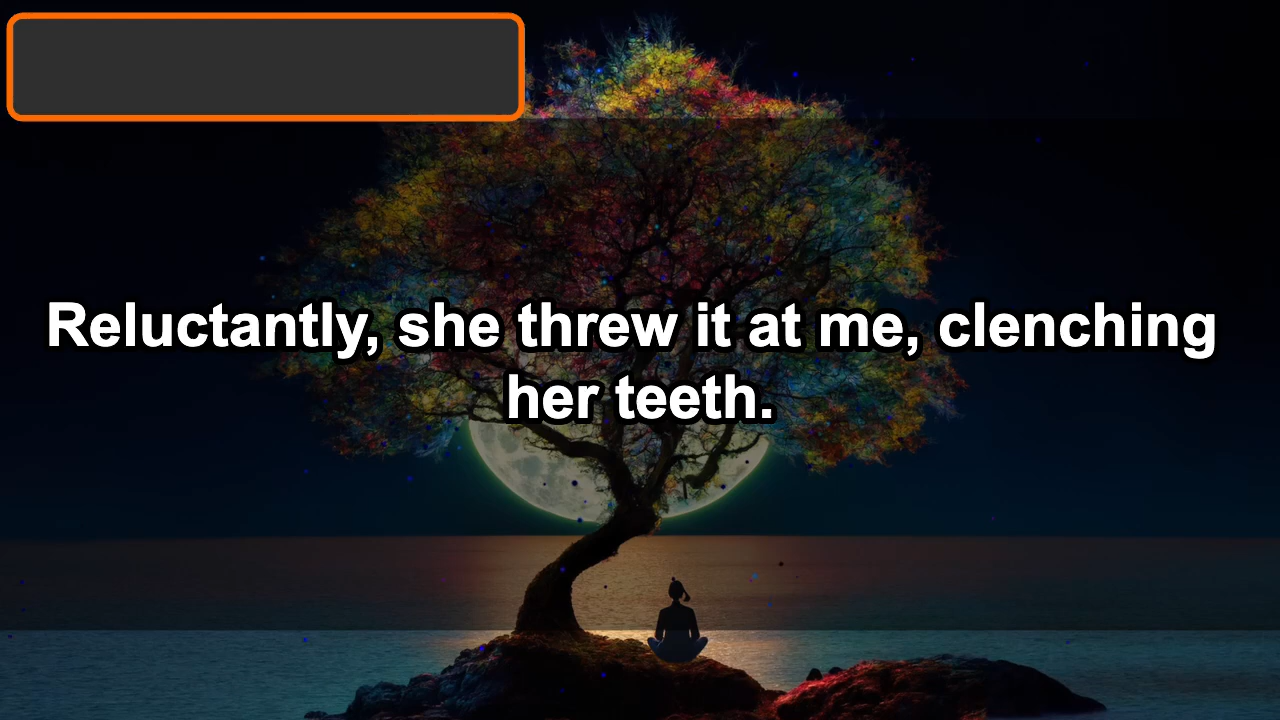 Reluctantly, she threw it at me, clenching
her teeth.